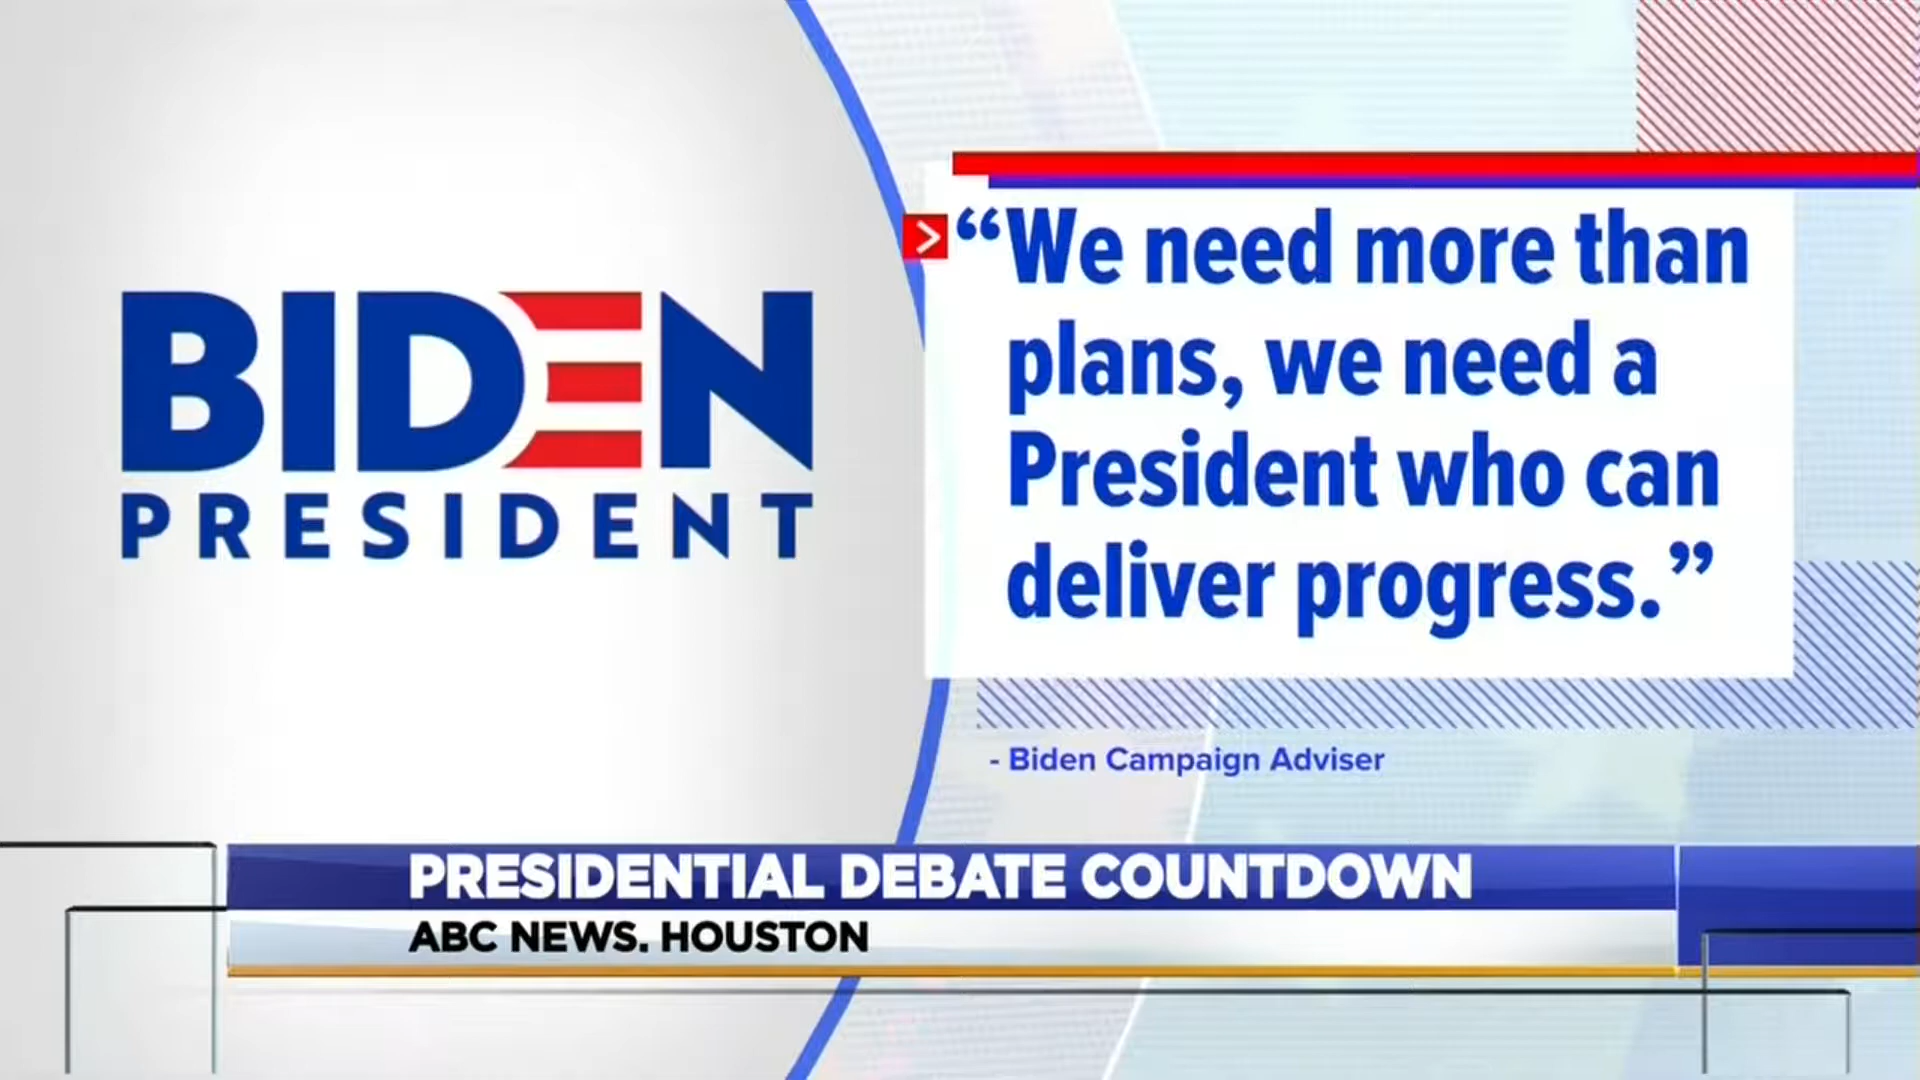 BIDEN
PRESIDENT
“We need more than
plans, we need a
President who can
deliver progress.”
- Biden Campaign Adviser
PRESIDENTIAL DEBATE COUNTDOWN
ABC NEWS. HOUSTON